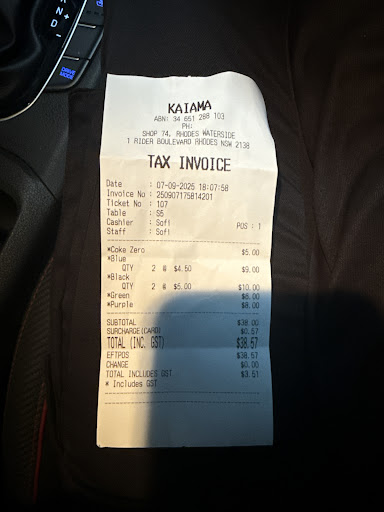 R
N
D
-
DRIVE
MODE
KAIAMA
ABN: 34 651 288 103
PH:
SHOP 74, RHODES WATERSIDE
1 RIDER BOULEVARD RHODES NSW 2138
TAX INVOICE
Date : 07-09-2025 18:07:58
Invoice No : 250907175814201
Ticket No : 107
Table : S5
Cashier : Sofi POS : 1
Staff : Sofi
*Coke Zero $5.00
*Blue
QTY 2 @ $4.50 $9.00
*Black
QTY 2 @ $5.00 $10.00
*Green $6.00
*Purple $8.00
SUBTOTAL $38.00
SURCHARGE(CARD) $0.57
TOTAL (INC. GST) $38.57
EFTPOS $38.57
CHANGE $0.00
TOTAL INCLUDES GST $3.51
* Includes GST